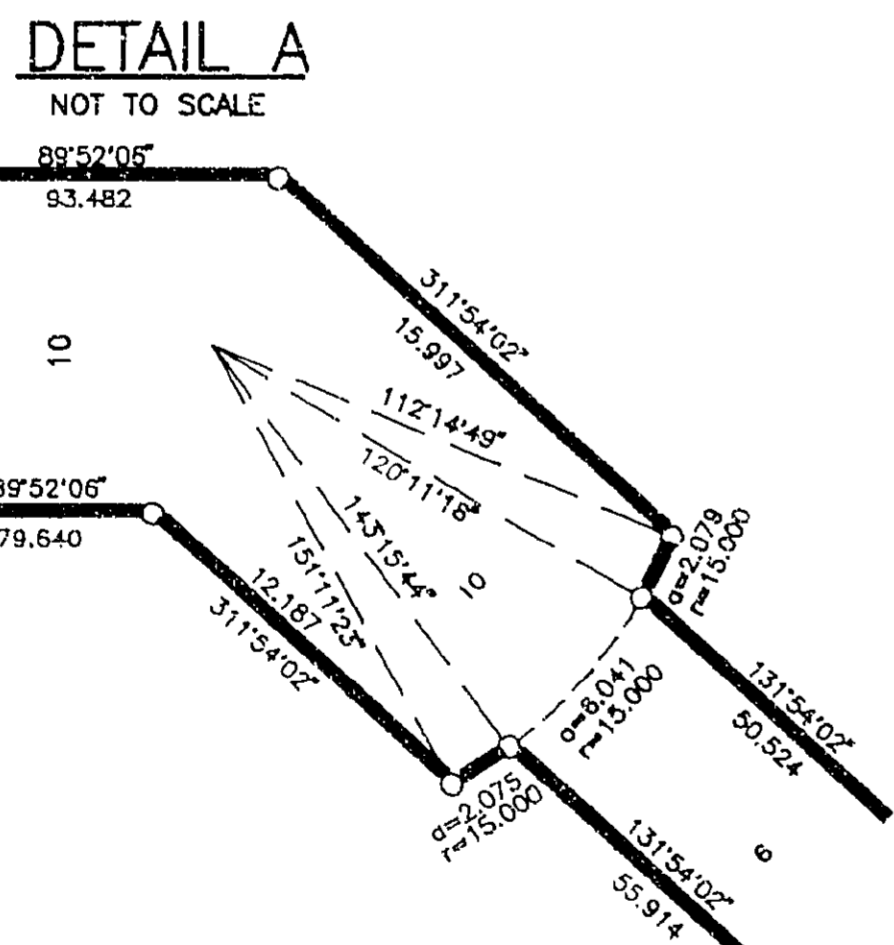 DETAIL A
NOT TO SCALE
89°52'06"
93.482
311°54'02"
15.997
10
112°14'49"
120°11'18"
89°52'06"
79.640
143°15'44"
151°11'23"
10
12.187
311°54'02"
a=2.079
r=15.000
a=8.041
r=15.000
131°54'02"
50.524
a=2.075
r=15.000
131°54'02"
55.914
6